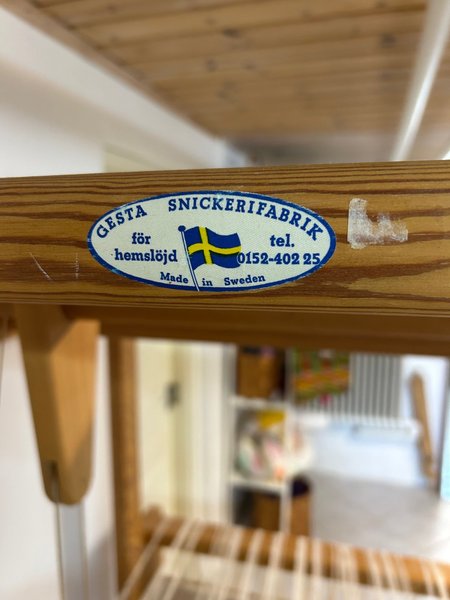 GESTA SNICKERIFABRIK
för tel.
hemslöjd 0152-402 25
Made in Sweden